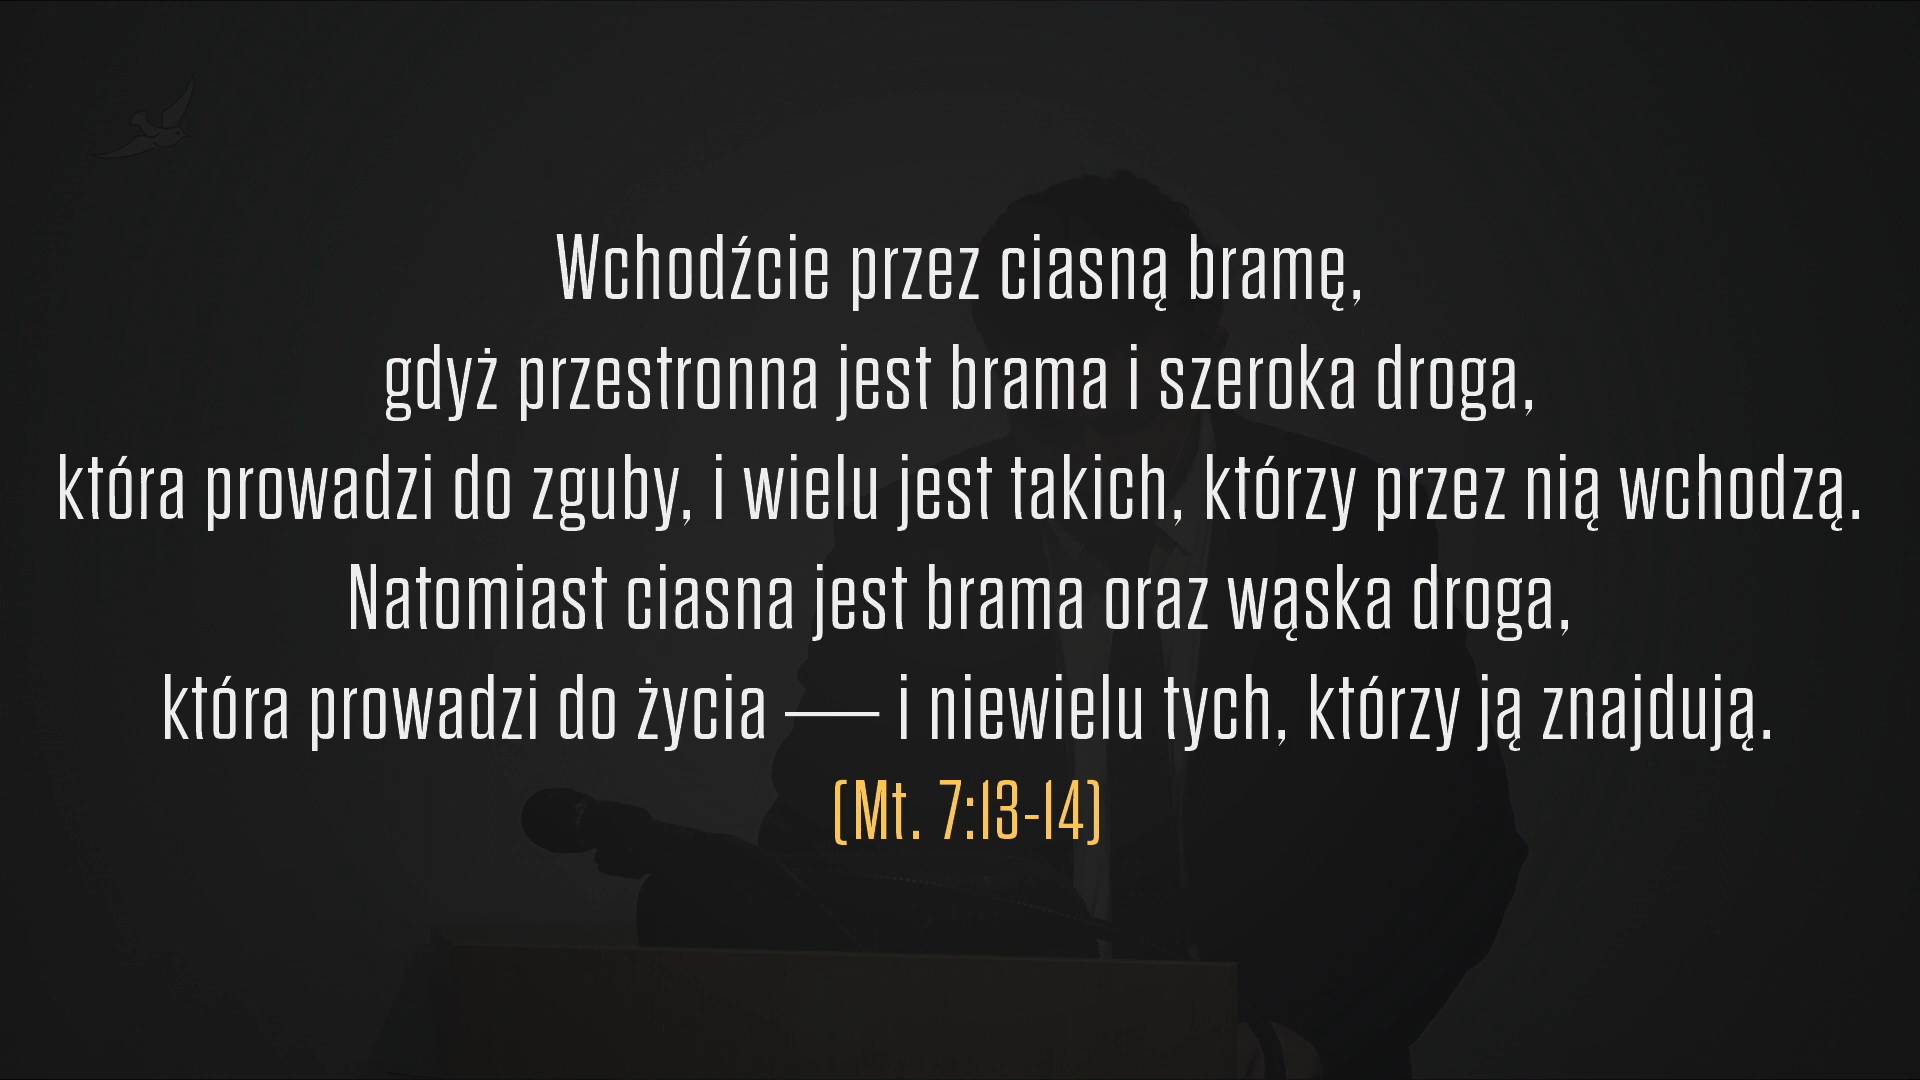 Wchodźcie przez ciasną bramę,
gdyż przestronna jest brama i szeroka droga,
która prowadzi do zguby, i wielu jest takich, którzy przez nią wchodzą.
Natomiast ciasna jest brama oraz wąska droga,
która prowadzi do życia — i niewielu tych, którzy ją znajdują.
(Mt. 7:13-14)